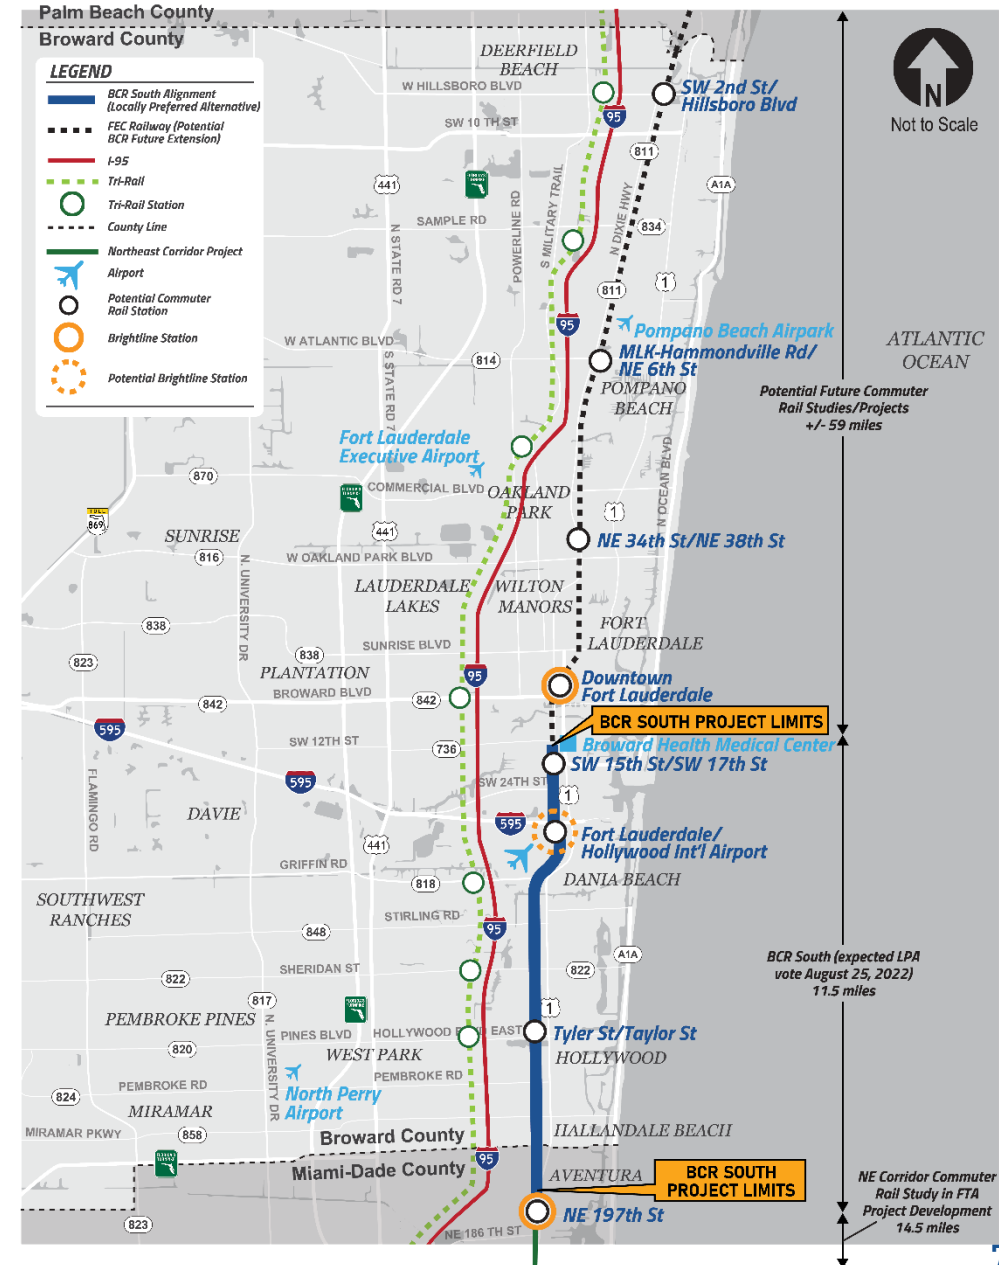 Palm Beach County
Broward County
LEGEND
BCR South Alignment
(Locally Preferred Alternative)
FEC Railway (Potential
BCR Future Extension)
I-95
Tri-Rail
Tri-Rail Station
County Line
Northeast Corridor Project
Airport
Potential Commuter
Rail Station
Brightline Station
Potential Brightline Station
N
Not to Scale
DEERFIELD
BEACH
W HILLSBORO BLVD
SW 2nd St/
Hillsboro Blvd
95
SW 10 TH ST
811
441
A1A
S MILITARY TRAIL
POWERLINE RD
N DIXIE HWY
SAMPLE RD
834
N STATE RD 7
811
1
95
Pompano Beach Airpark
W ATLANTIC BLVD
ATLANTIC
OCEAN
S STATE RD 7
814
MLK-Hammondville Rd/
NE 6th St
POMPANO
BEACH
Potential Future Commuter
Rail Studies/Projects
+/- 59 miles
Fort Lauderdale
Executive Airport
N OCEAN BLVD
870
COMMERCIAL BLVD
OAKLAND
PARK
TOLL
869
1
SUNRISE
441
NE 34th St/NE 38th St
816
W OAKLAND PARK BLVD
N. UNIVERSITY DR
LAUDERDALE
LAKES
WILTON
MANORS
838
FORT
LAUDERDALE
SUNRISE BLVD
838
823
PLANTATION
95
Downtown
Fort Lauderdale
BROWARD BLVD
842
842
BCR SOUTH PROJECT LIMITS
595
SW 12TH ST
736
Broward Health Medical Center
SW 15th St/SW 17th St
FLAMINGO RD
595
SW 24TH ST
1
DAVIE
595
441
Fort Lauderdale/
Hollywood Int'l Airport
GRIFFIN RD
818
DANIA BEACH
SOUTHWEST
RANCHES
STIRLING RD
848
95
A1A
BCR South (expected LPA
vote August 25, 2022)
11.5 miles
SHERIDAN ST
822
822
817
1
PEMBROKE PINES
N. UNIVERSITY DR
PINES BLVD
HOLLYWOOD
EAST
Tyler St/Taylor St
820
WEST PARK
HOLLYWOOD
PEMBROKE RD
PEMBROKE RD
824
North Perry
Airport
MIRAMAR
MIRAMAR PKWY
858
Broward County
HALLANDALE BEACH
Miami-Dade County
95
AVENTURA
BCR SOUTH
PROJECT LIMITS
NE Corridor Commuter
Rail Study in FTA
Project Development
14.5 miles
823
NE 197th St
NE 186 TH ST